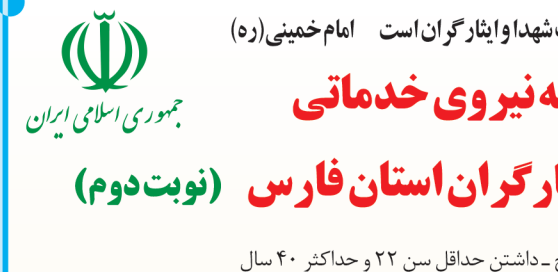 شهدا و ایثارگران است امام خمینی(ره)
نیروی خدماتی
جمهوری اسلامی ایران
گران استان فارس (نوبت دوم)
ـ داشتن حداقل سن ۲۲ و حداکثر ۴۰ سال